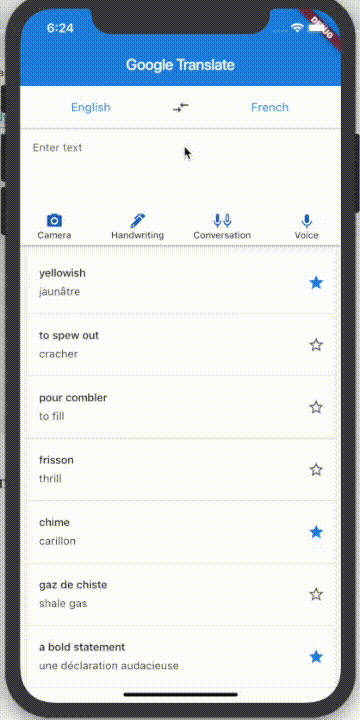 6:24
DEBUG
Google Translate
English French
Enter text
Camera Handwriting Conversation Voice
yellowish
jaunâtre
to spew out
cracher
pour combler
to fill
frisson
thrill
chime
carillon
gaz de chiste
shale gas
a bold statement
une déclaration audacieuse